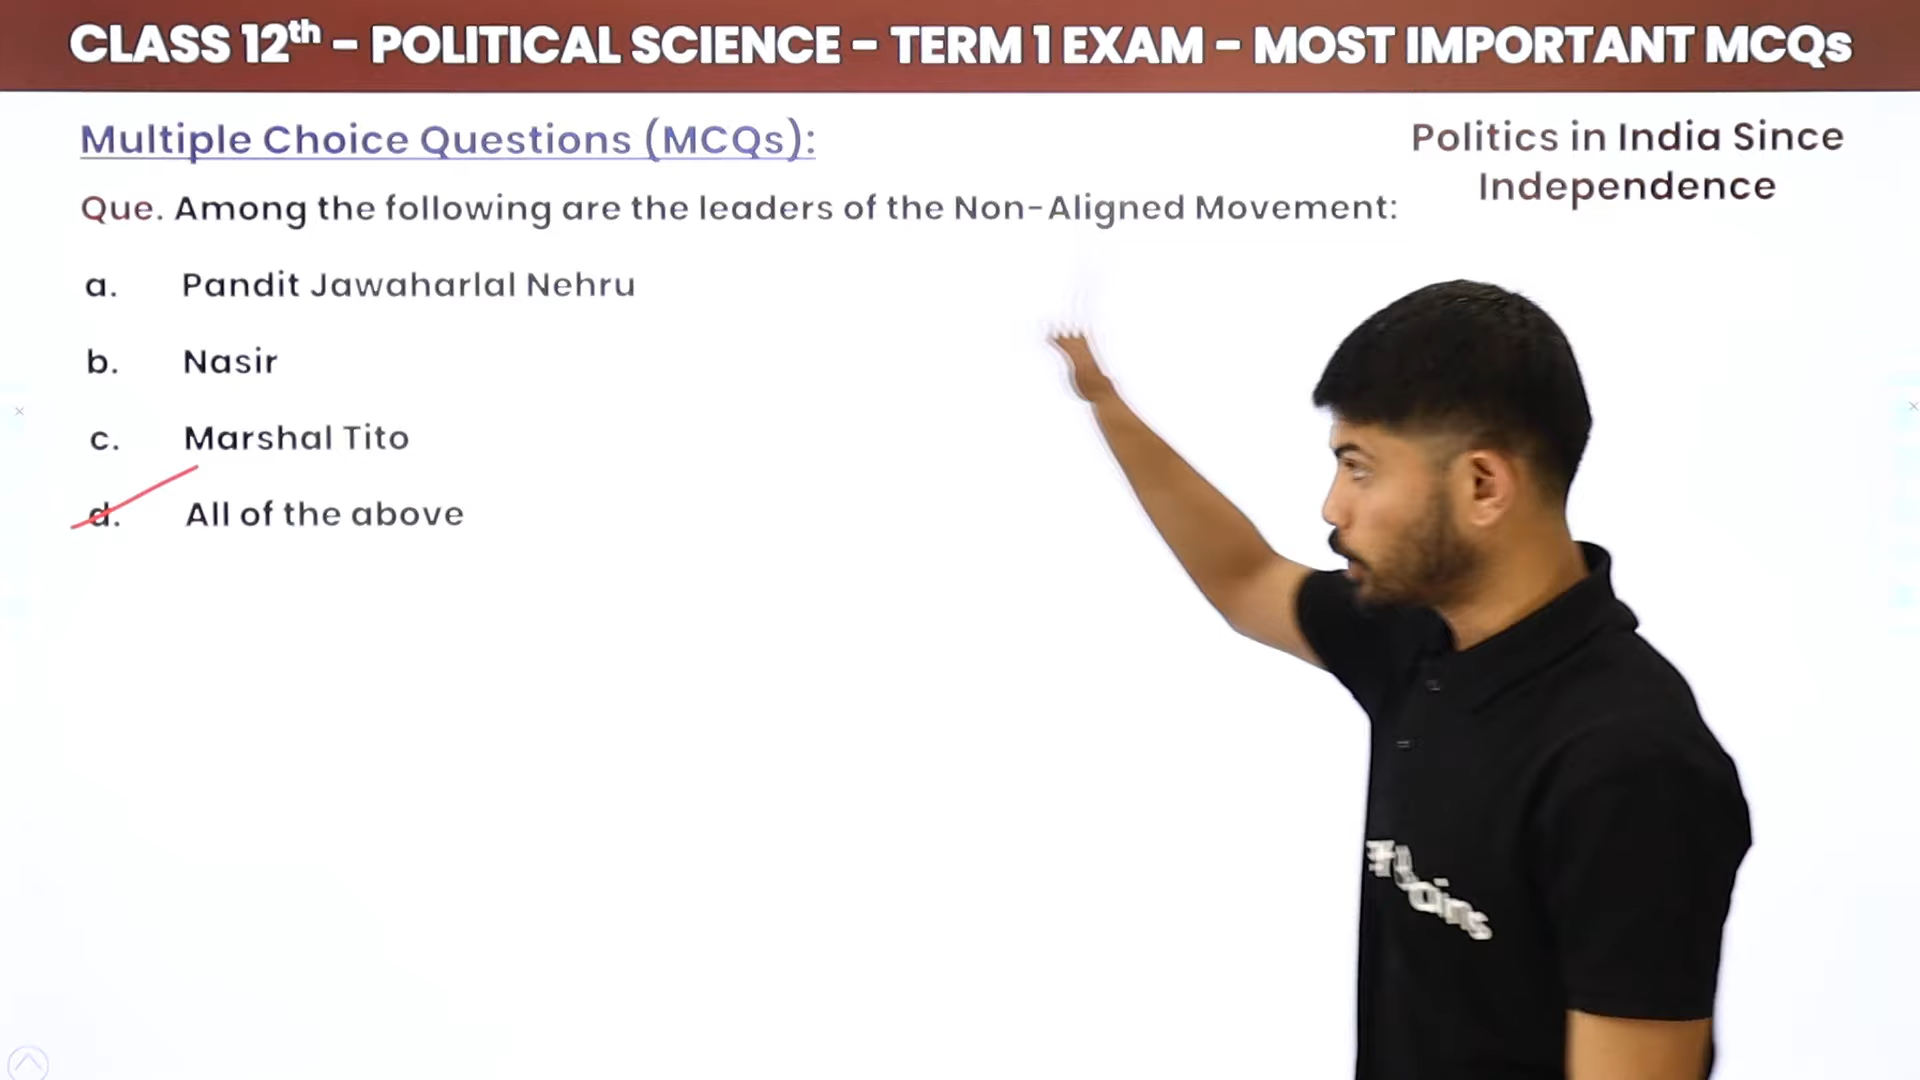 CLASS 12th - POLITICAL SCIENCE - TERM 1 EXAM - MOST IMPORTANT MCQs
Multiple Choice Questions (MCQs):
Politics in India Since
Independence
Que. Among the following are the leaders of the Non-Aligned Movement:
a. Pandit Jawaharlal Nehru
b. Nasir
c. Marshal Tito
d. All of the above